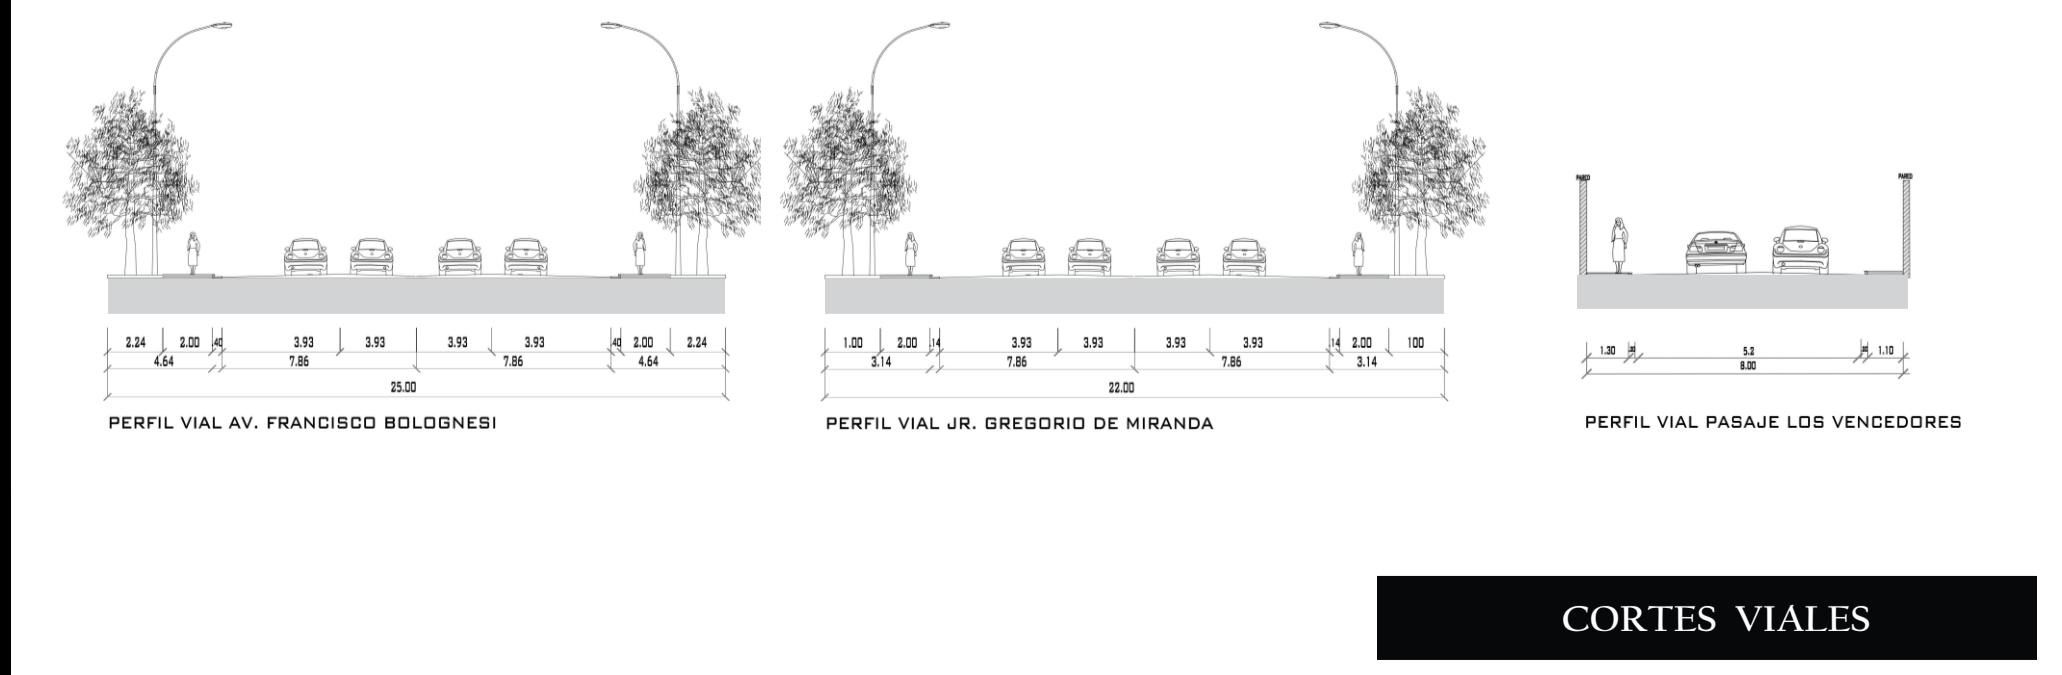 2.24 2.00 .40 3.93 3.93 3.93 3.93 .40 2.00 2.24
4.64 7.86 7.86 4.64
25.00
PERFIL VIAL AV. FRANCISCO BOLOGNESI
1.00 2.00 .14 3.93 3.93 3.93 3.93 .14 2.00 100
3.14 7.86 7.86 3.14
22.00
PERFIL VIAL JR. GREGORIO DE MIRANDA
PARED PARED
1.30 5.2 1.10
8.00
PERFIL VIAL PASAJE LOS VENCEDORES
CORTES VIALES